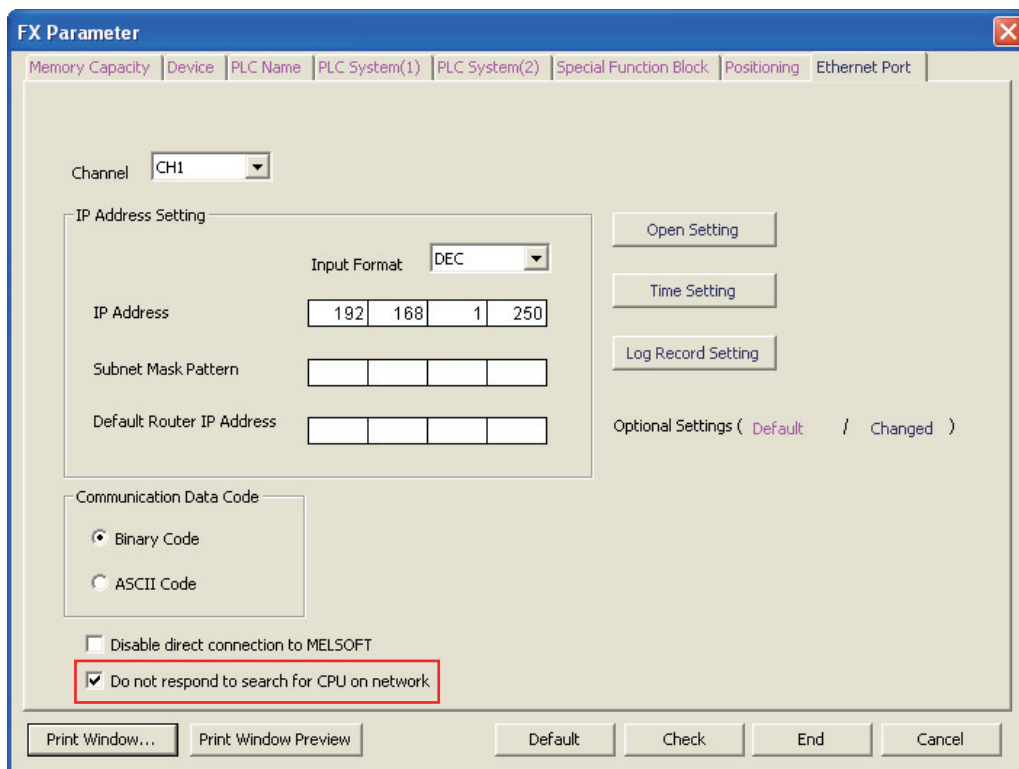 FX Parameter
Memory Capacity Device PLC Name PLC System(1) PLC System(2) Special Function Block Positioning Ethernet Port
Channel CH1
IP Address Setting
Input Format DEC
IP Address 192 168 1 250
Subnet Mask Pattern
Default Router IP Address
Open Setting
Time Setting
Log Record Setting
Optional Settings ( Default / Changed )
Communication Data Code
Binary Code
ASCII Code
Disable direct connection to MELSOFT
Do not respond to search for CPU on network
Print Window... Print Window Preview Default Check End Cancel